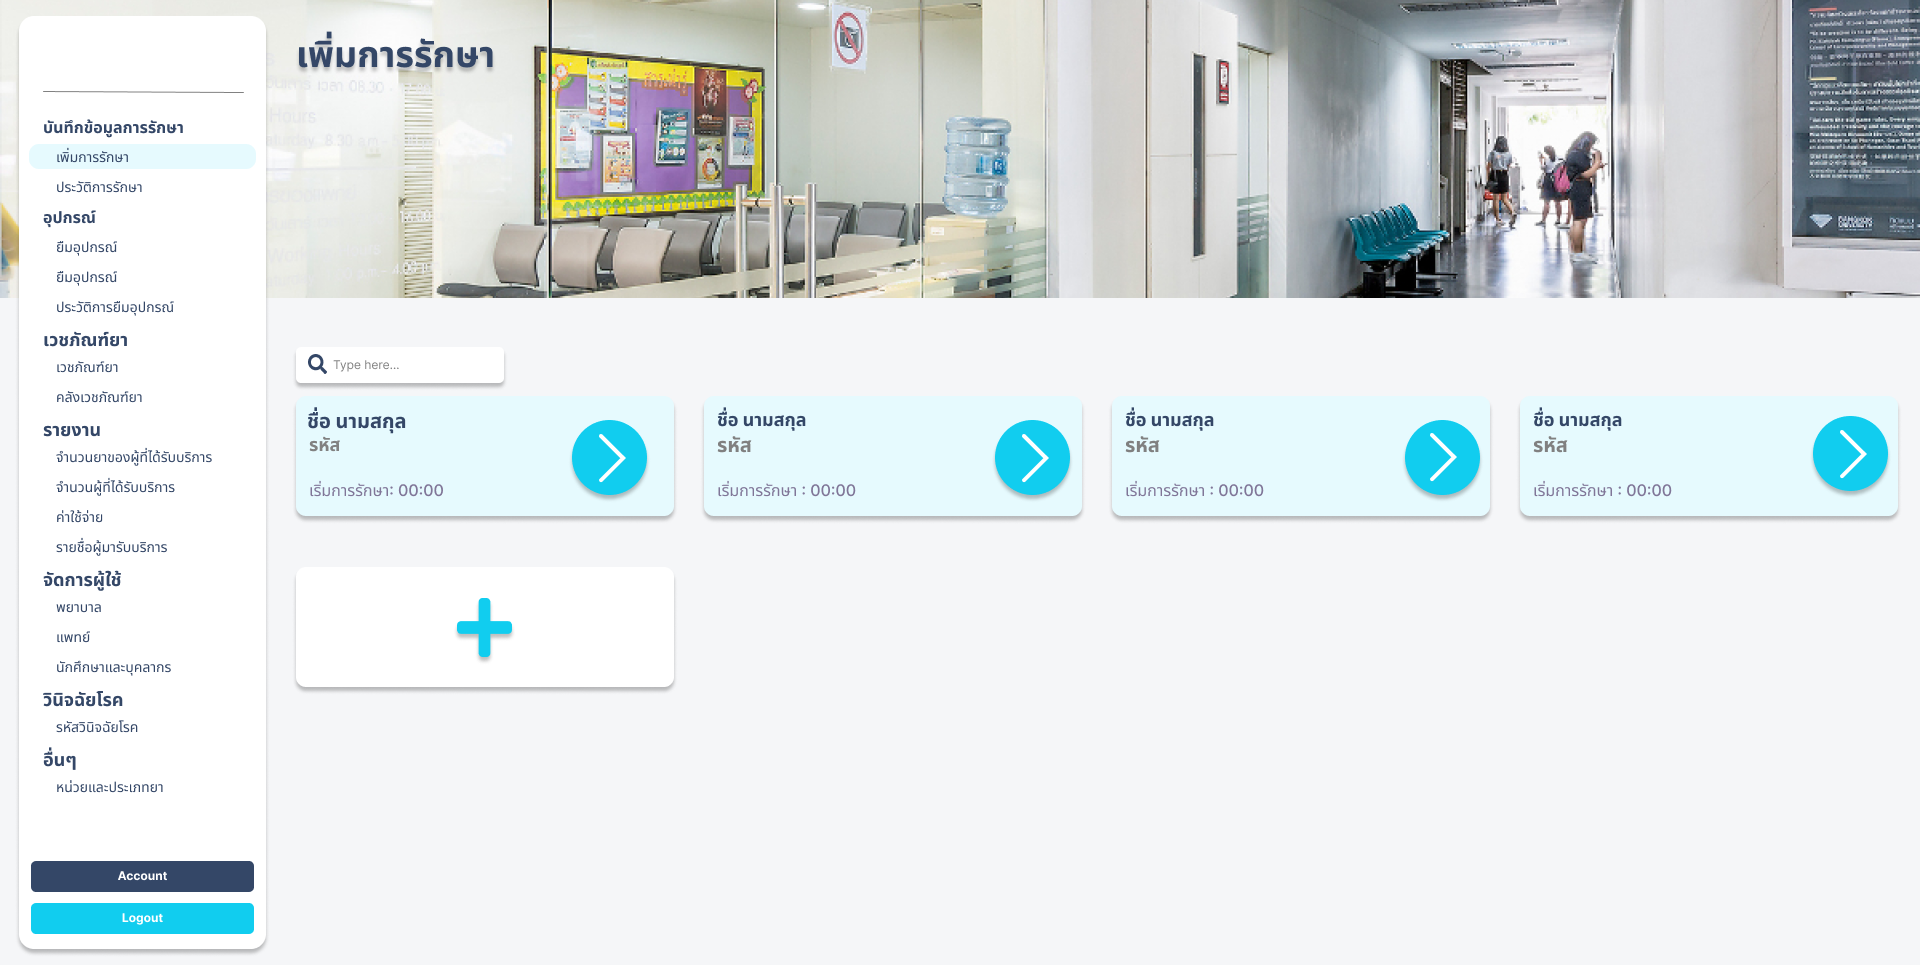 เพิ่มการรักษา
บันทึกข้อมูลการรักษา
เพิ่มการรักษา
ประวัติการรักษา
อุปกรณ์
ยืมอุปกรณ์
ยืมอุปกรณ์
ประวัติการยืมอุปกรณ์
เวชภัณฑ์ยา
เวชภัณฑ์ยา
คลังเวชภัณฑ์ยา
รายงาน
จำนวนยาของผู้ที่ได้รับบริการ
จำนวนผู้ที่ได้รับบริการ
ค่าใช้จ่าย
รายชื่อผู้มารับบริการ
จัดการผู้ใช้
พยาบาล
แพทย์
นักศึกษาและบุคลากร
วินิจฉัยโรค
รหัสวินิจฉัยโรค
อื่นๆ
หน่วยและประเภทยา
Account
Logout
Type here...
ชื่อ นามสกุล
รหัส
เริ่มการรักษา: 00:00
ชื่อ นามสกุล
รหัส
เริ่มการรักษา : 00:00
ชื่อ นามสกุล
รหัส
เริ่มการรักษา : 00:00
ชื่อ นามสกุล
รหัส
เริ่มการรักษา : 00:00
เวลา 08.30 -
Hours
BANGKOK
UNIVERSITY